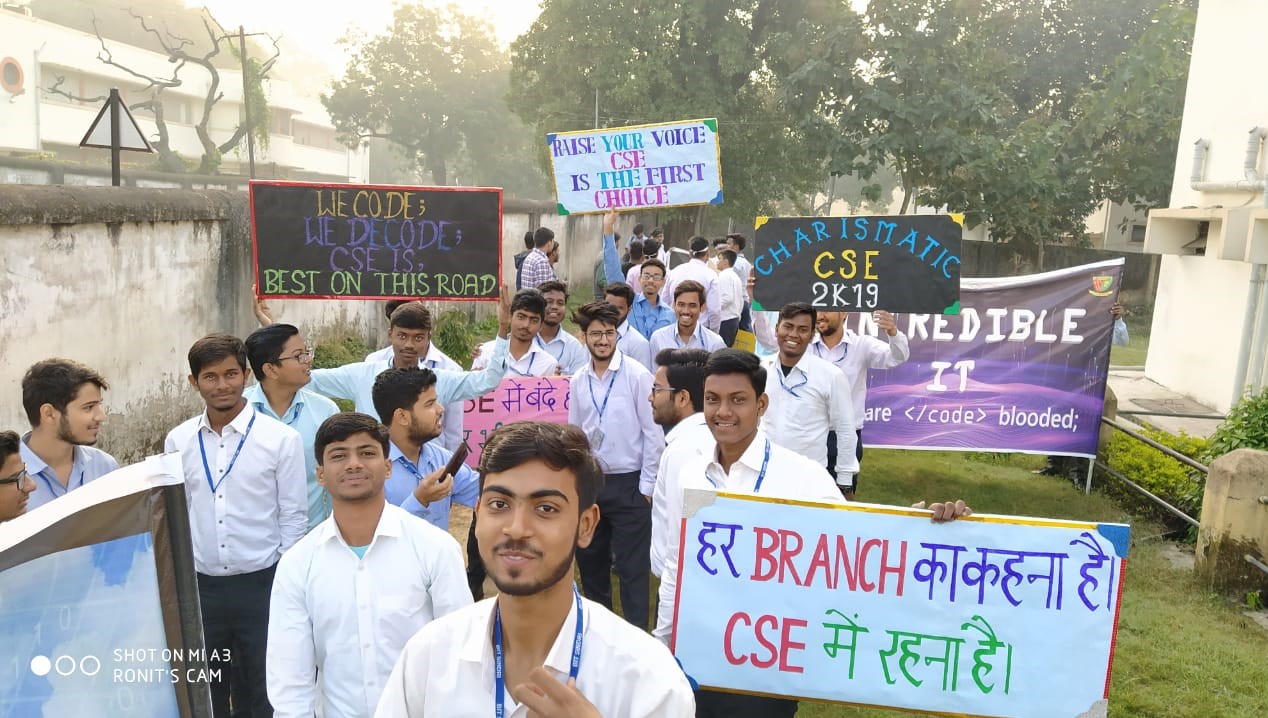 RAISE YOUR VOICE
CSE
IS THE FIRST
CHOICE
WE CODE;
WE DECODE;
CSE IS;
BEST ON THIS ROAD
CHARISMATIC
CSE
2K19
CREDIBLE
IT
are </code> blooded;
में बंदे
हर BRANCH का कहना है।
CSE में रहना है।
SHOT ON MI A3
RONIT'S CAM